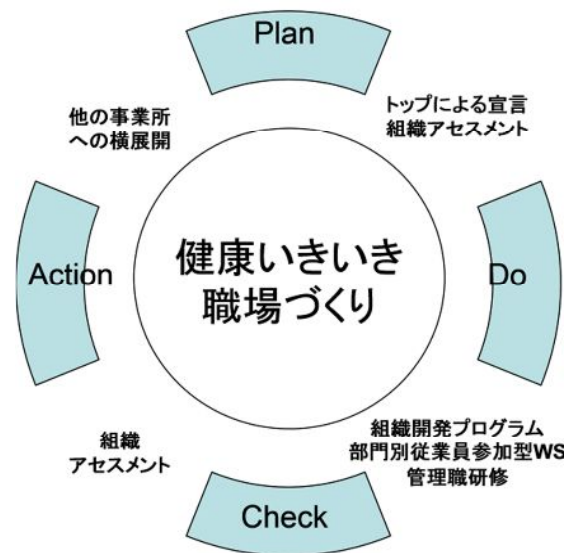 Plan
トップによる宣言
組織アセスメント
Do
組織開発プログラム
部門別従業員参加型WS
管理職研修
Check
組織
アセスメント
Action
他の事業所
への横展開
健康いきいき
職場づくり